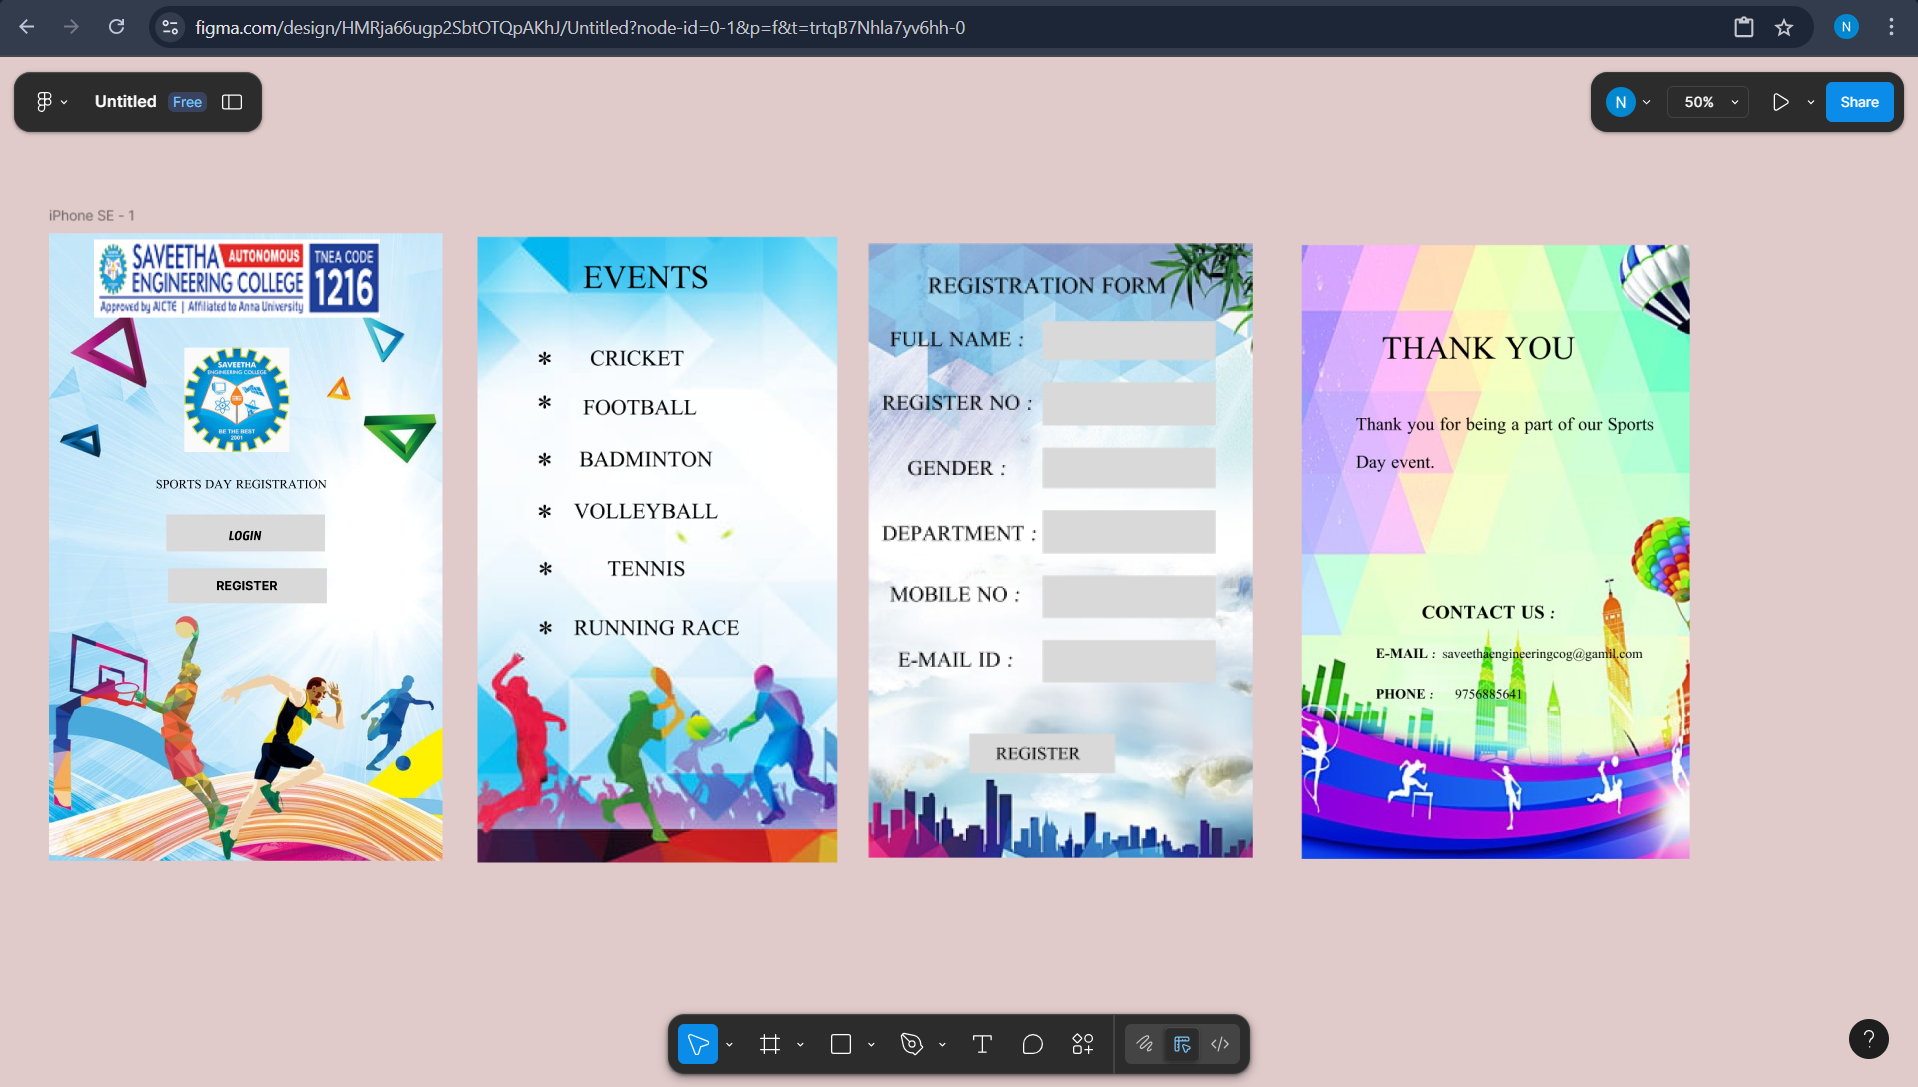 figma.com/design/HMRja66ugp2SbtOTQpAKhJ/Untitled?node-id=0-1&p=f&t=trtqB7Nhla7yv6hh-0
N
Untitled Free
N 50% Share
iPhone SE - 1
SAVEETHA AUTONOMOUS
ENGINEERING COLLEGE
TNEA CODE
1216
Approved by AICTE | Affiliated to Anna University
SAVEETHA
ENGINEERING COLLEGE
BE THE BEST
2001
SPORTS DAY REGISTRATION
LOGIN
REGISTER
EVENTS
* CRICKET
* FOOTBALL
* BADMINTON
* VOLLEYBALL
* TENNIS
* RUNNING RACE
REGISTRATION FORM
FULL NAME :
REGISTER NO :
GENDER :
DEPARTMENT :
MOBILE NO :
E-MAIL ID :
REGISTER
THANK YOU
Thank you for being a part of our Sports
Day event.
CONTACT US :
E-MAIL : saveethaengineeringcog@gamil.com
PHONE : 9756885641
?